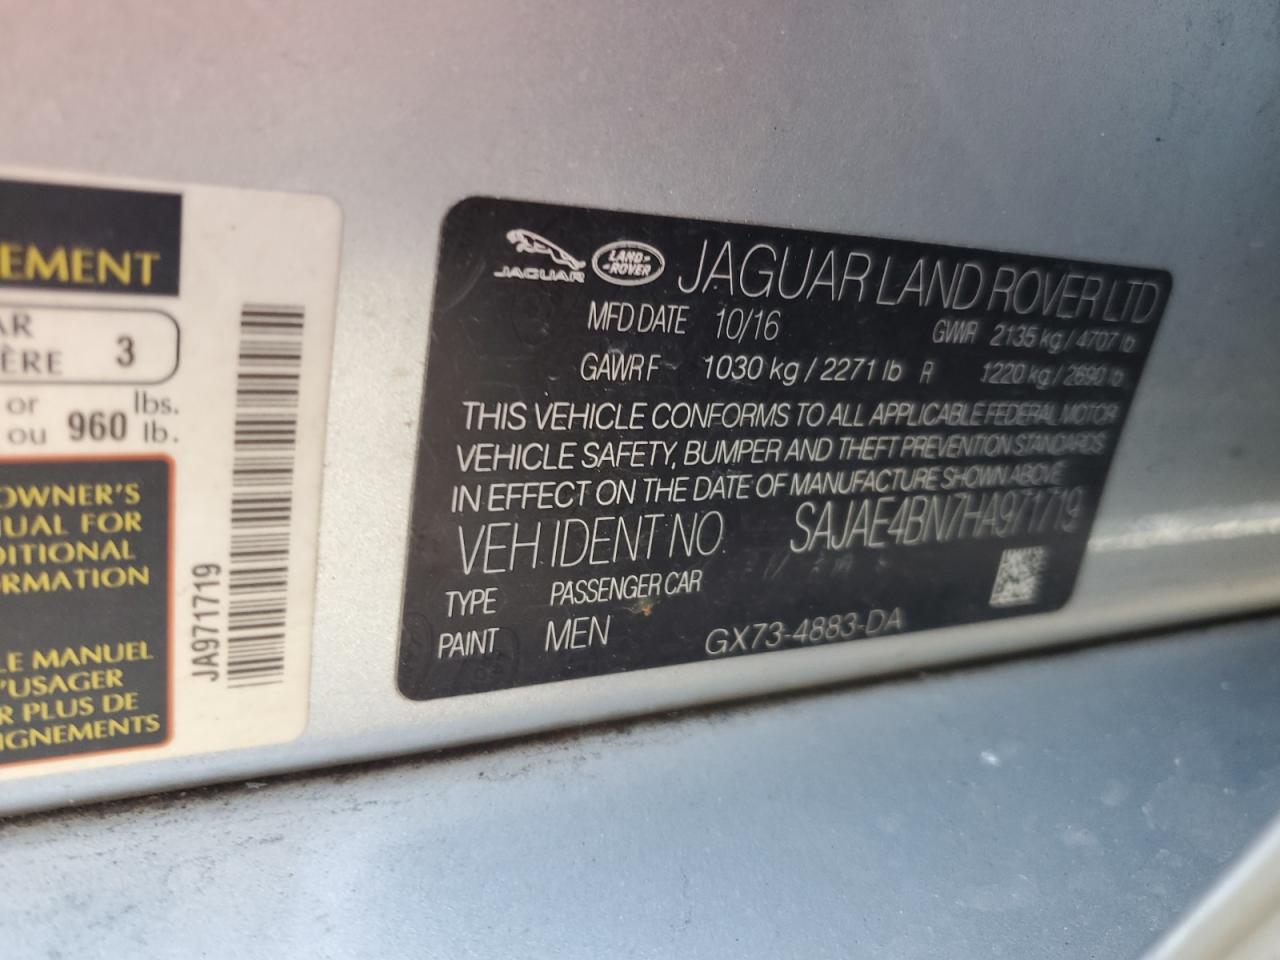 EMENT
AR
ÈRE 3
or lbs.
ou 960 lb.
OWNER'S
NUAL FOR
DITIONAL
RMATION
LE MANUEL
'USAGER
R PLUS DE
IGNEMENTS
JA971719
JAGUAR LAND ROVER JAGUAR LAND ROVER LTD
MFD DATE 10/16 GWR 2135 kg / 4707 lb
GAWR F 1030 kg / 2271 lb R 1220 kg / 2690 lb
THIS VEHICLE CONFORMS TO ALL APPLICABLE FEDERAL MOTOR
VEHICLE SAFETY, BUMPER AND THEFT PREVENTION STANDARDS
IN EFFECT ON THE DATE OF MANUFACTURE SHOWN ABOVE
VEH. IDENT NO. SAJAE4BN7HA971719
TYPE PASSENGER CAR
PAINT MEN GX73-4883-DA